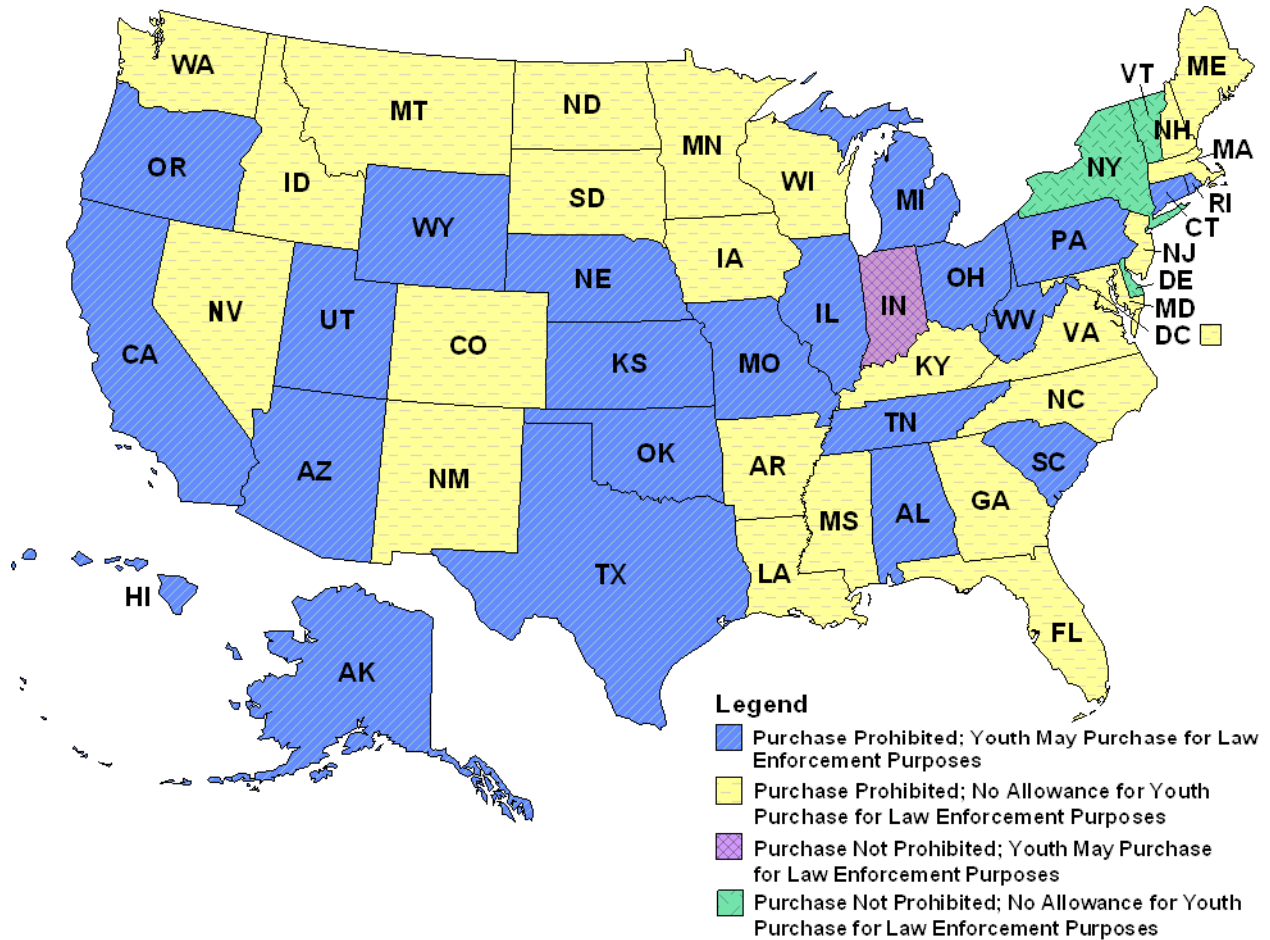 WA
MT
ND
MN
VT
ME
NH
MA
NY
OR
ID
SD
WI
MI
RI
CT
WY
PA
NJ
IA
NE
OH
DE
IN
IL
MD
NV
UT
WV
VA
DC
CO
CA
KS
MO
KY
NC
TN
OK
AZ
NM
AR
SC
GA
MS
AL
TX
LA
HI
FL
AK
Legend
Purchase Prohibited; Youth May Purchase for Law
Enforcement Purposes
Purchase Prohibited; No Allowance for Youth
Purchase for Law Enforcement Purposes
Purchase Not Prohibited; Youth May Purchase
for Law Enforcement Purposes
Purchase Not Prohibited; No Allowance for Youth
Purchase for Law Enforcement Purposes